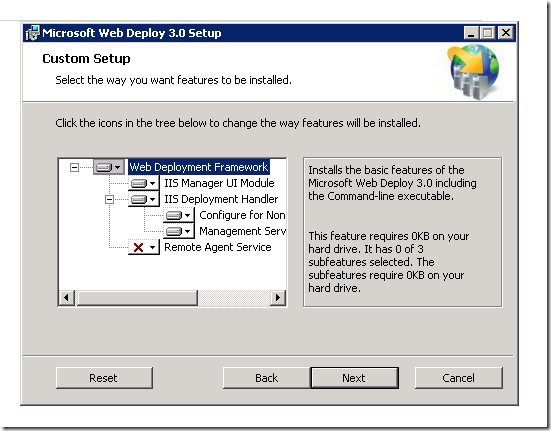 Microsoft Web Deploy 3.0 Setup
Custom Setup
Select the way you want features to be installed.
Click the icons in the tree below to change the way features will be installed.
Web Deployment Framework
IIS Manager UI Module
IIS Deployment Handler
Configure for Non
Management Serv
Remote Agent Service
Installs the basic features of the
Microsoft Web Deploy 3.0 including
the Command-line executable.
This feature requires 0KB on your
hard drive. It has 0 of 3
subfeatures selected. The
subfeatures require 0KB on your
hard drive.
Reset
Back
Next
Cancel